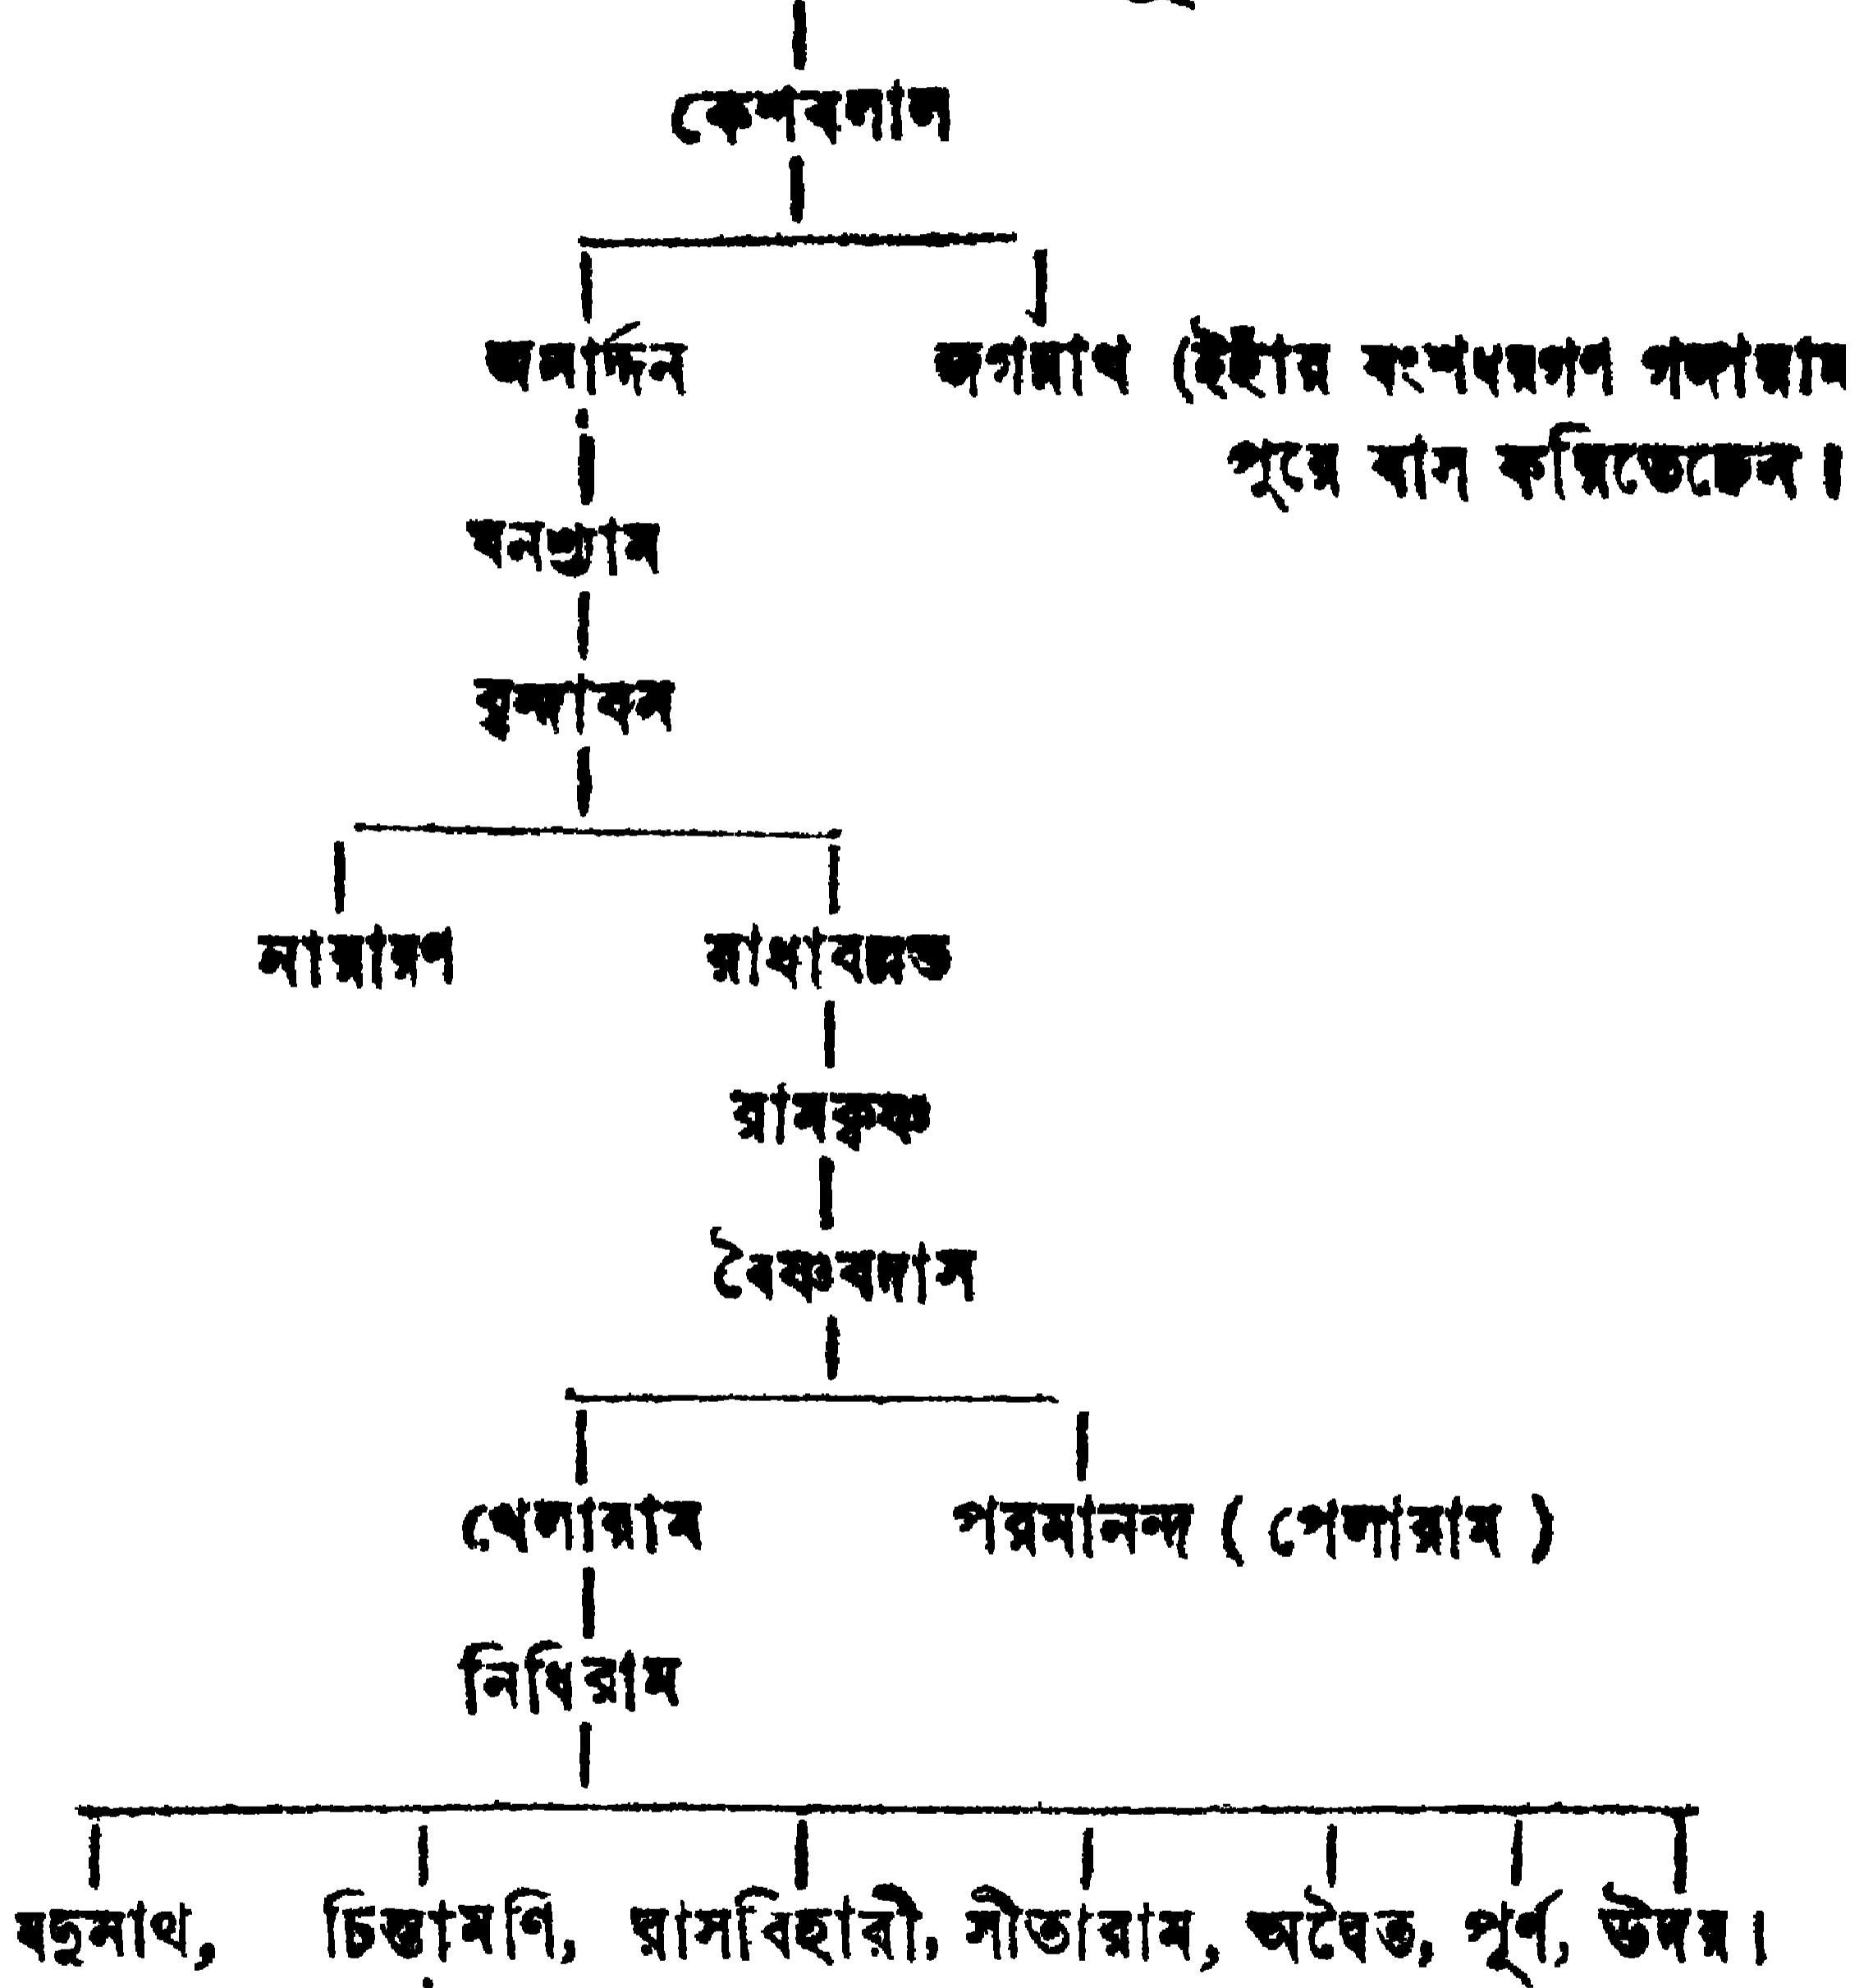 কেশবলাল
জনার্দ্দন জগন্নাথ (ইঁহার বংশধরগণ গঙ্গারাম
পুরে বাস করিতেছেন।
ঘনশ্যাম
বৃন্দাবন
নারায়ণ রাধাবল্লভ
রামকৃষ্ণ
বৈষ্ণবদাস
খেলারাম পরমানন্দ ( পেলারাম )
নিধিরাম
যদুনাথ, চিন্তামণি, রাসবিহারী, সীতারাম, অদ্বৈত, পূর্ণ, উদয়।